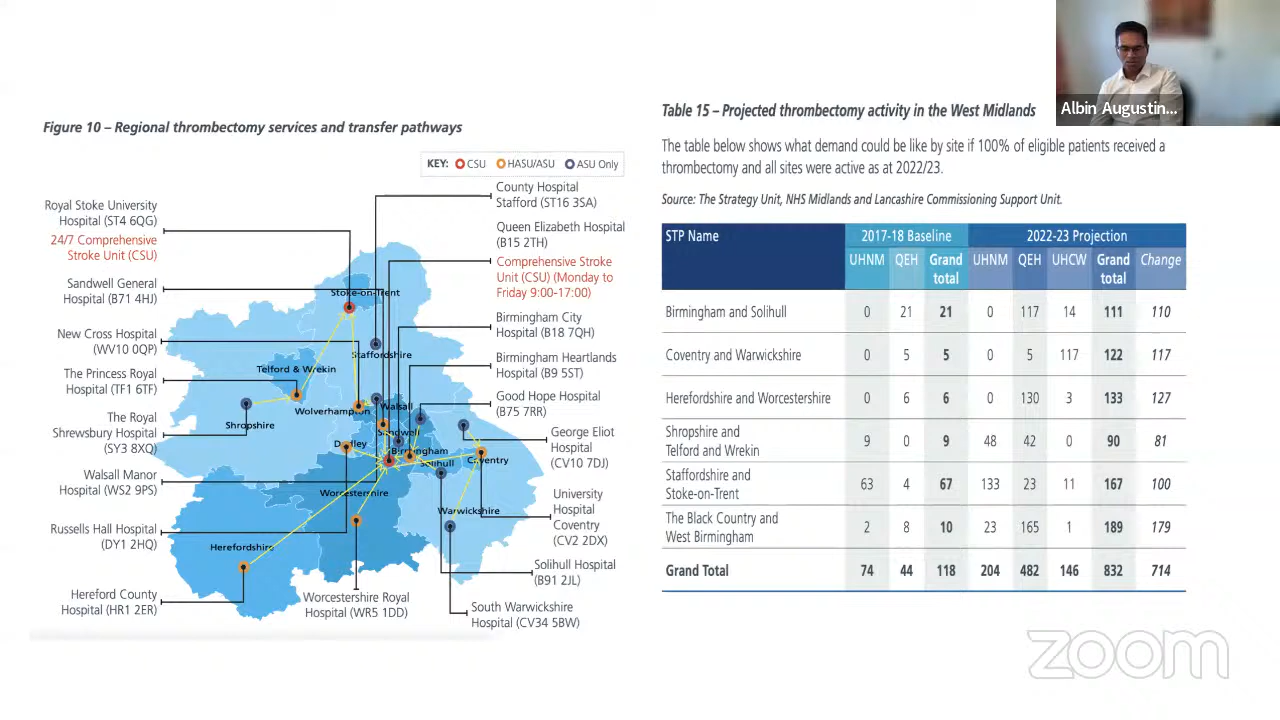 Albin Augustin...
Figure 10 – Regional thrombectomy services and transfer pathways
KEY: CSU HASU/ASU ASU Only
Royal Stoke University
Hospital (ST4 6QG)
24/7 Comprehensive
Stroke Unit (CSU)
Sandwell General
Hospital (B71 4HJ)
New Cross Hospital
(WV10 0QP)
The Princess Royal
Hospital (TF1 6TF)
The Royal
Shrewsbury Hospital
(SY3 8XQ)
Walsall Manor
Hospital (WS2 9PS)
Russells Hall Hospital
(DY1 2HQ)
Hereford County
Hospital (HR1 2ER)
Stoke-on-Trent
Staffordshire
Telford & Wrekin
Wolverhampton
Walsall
Shropshire
Sandwell
Dudley
Birmingham
Solihull
Coventry
Worcestershire
Warwickshire
Herefordshire
Worcestershire Royal
Hospital (WR5 1DD)
County Hospital
Stafford (ST16 3SA)
Queen Elizabeth Hospital
(B15 2TH)
Comprehensive Stroke
Unit (CSU) (Monday to
Friday 9:00-17:00)
Birmingham City
Hospital (B18 7QH)
Birmingham Heartlands
Hospital (B9 5ST)
Good Hope Hospital
(B75 7RR)
George Eliot
Hospital
(CV10 7DJ)
University
Hospital
Coventry
(CV2 2DX)
Solihull Hospital
(B91 2JL)
South Warwickshire
Hospital (CV34 5BW)
Table 15 – Projected thrombectomy activity in the West Midlands
The table below shows what demand could be like by site if 100% of eligible patients received a
thrombectomy and all sites were active as at 2022/23.
Source: The Strategy Unit, NHS Midlands and Lancashire Commissioning Support Unit.
STP Name 2017-18 Baseline 2022-23 Projection
UHNM QEH Grand total UHNM QEH UHCW Grand total Change
Birmingham and Solihull 0 21 21 0 117 14 111 110
Coventry and Warwickshire 0 5 5 0 5 117 122 117
Herefordshire and Worcestershire 0 6 6 0 130 3 133 127
Shropshire and
Telford and Wrekin 9 0 9 48 42 0 90 81
Staffordshire and
Stoke-on-Trent 63 4 67 133 23 11 167 100
The Black Country and
West Birmingham 2 8 10 23 165 1 189 179
Grand Total 74 44 118 204 482 146 832 714
zoom